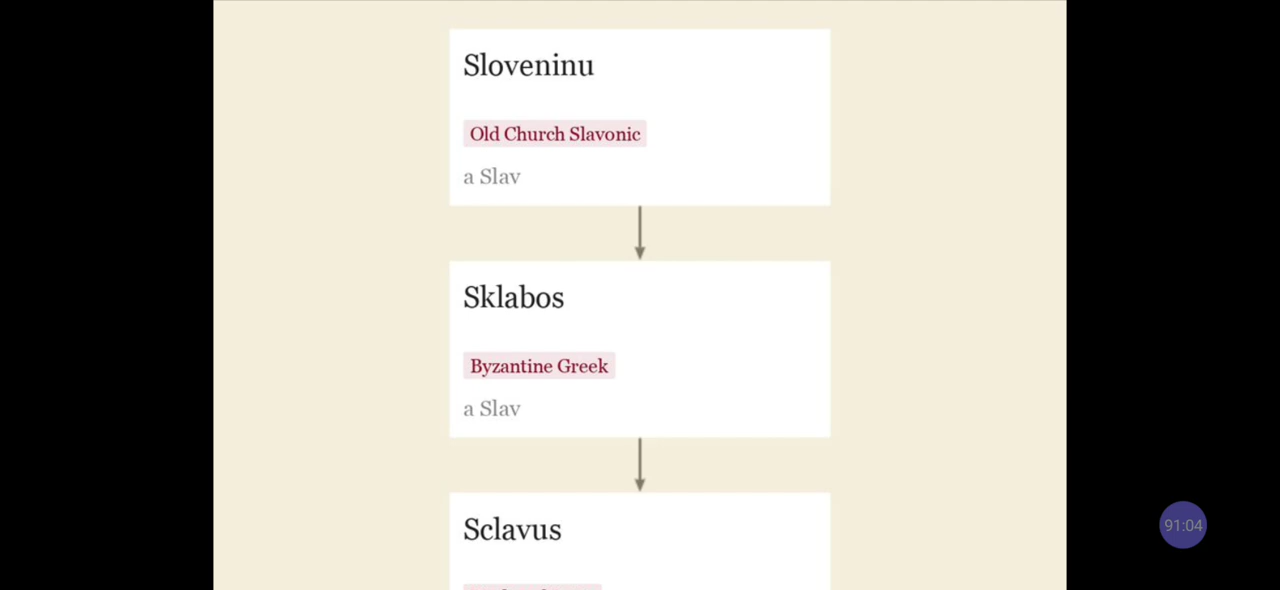 Sloveninu
Old Church Slavonic
a Slav
Sklabos
Byzantine Greek
a Slav
Sclavus
91:04